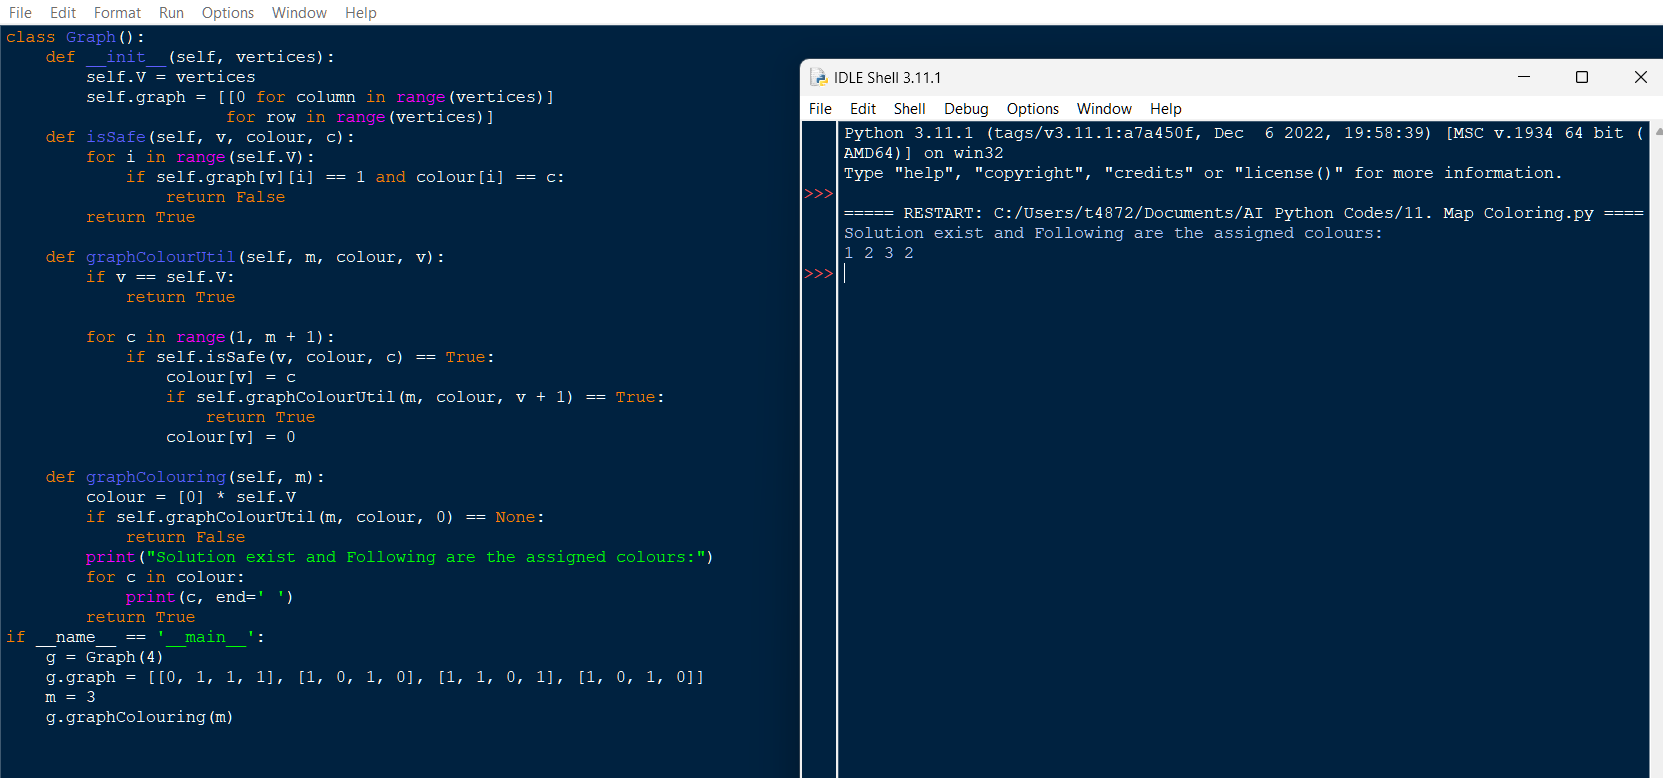 File Edit Format Run Options Window Help
class Graph():
    def __init__(self, vertices):
        self.V = vertices
        self.graph = [[0 for column in range(vertices)]
                      for row in range(vertices)]
    def isSafe(self, v, colour, c):
        for i in range(self.V):
            if self.graph[v][i] == 1 and colour[i] == c:
                return False
        return True
    def graphColourUtil(self, m, colour, v):
        if v == self.V:
            return True
        for c in range(1, m + 1):
            if self.isSafe(v, colour, c) == True:
                colour[v] = c
                if self.graphColourUtil(m, colour, v + 1) == True:
                    return True
                colour[v] = 0
    def graphColouring(self, m):
        colour = [0] * self.V
        if self.graphColourUtil(m, colour, 0) == None:
            return False
        print("Solution exist and Following are the assigned colours:")
        for c in colour:
            print(c, end=' ')
        return True
if __name__ == '__main__':
    g = Graph(4)
    g.graph = [[0, 1, 1, 1], [1, 0, 1, 0], [1, 1, 0, 1], [1, 0, 1, 0]]
    m = 3
    g.graphColouring(m)
IDLE Shell 3.11.1
File Edit Shell Debug Options Window Help
Python 3.11.1 (tags/v3.11.1:a7a450f, Dec  6 2022, 19:58:39) [MSC v.1934 64 bit (
AMD64)] on win32
Type "help", "copyright", "credits" or "license()" for more information.
>>>
===== RESTART: C:/Users/t4872/Documents/AI Python Codes/11. Map Coloring.py ====
Solution exist and Following are the assigned colours:
1 2 3 2
>>>